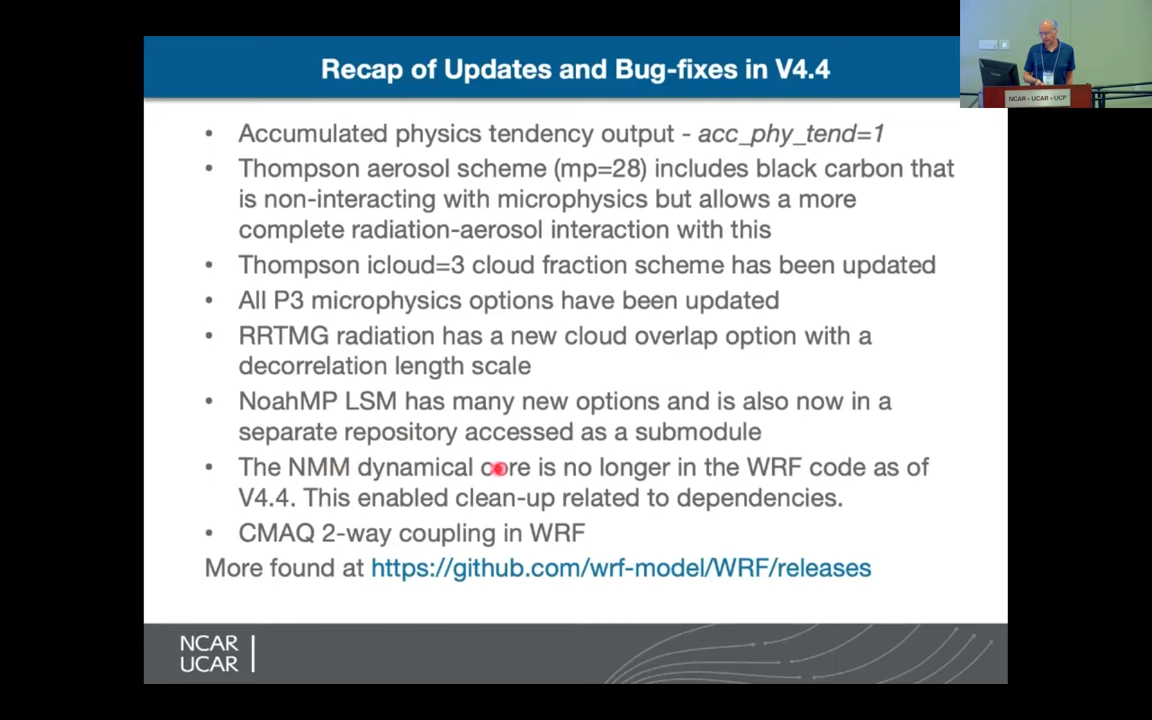 Recap of Updates and Bug-fixes in V4.4
• Accumulated physics tendency output - acc_phy_tend=1
• Thompson aerosol scheme (mp=28) includes black carbon that
is non-interacting with microphysics but allows a more
complete radiation-aerosol interaction with this
• Thompson icloud=3 cloud fraction scheme has been updated
• All P3 microphysics options have been updated
• RRTMG radiation has a new cloud overlap option with a
decorrelation length scale
• NoahMP LSM has many new options and is also now in a
separate repository accessed as a submodule
• The NMM dynamical core is no longer in the WRF code as of
V4.4. This enabled clean-up related to dependencies.
• CMAQ 2-way coupling in WRF
More found at https://github.com/wrf-model/WRF/releases
NCAR
UCAR
NCAR • UCAR • UCP